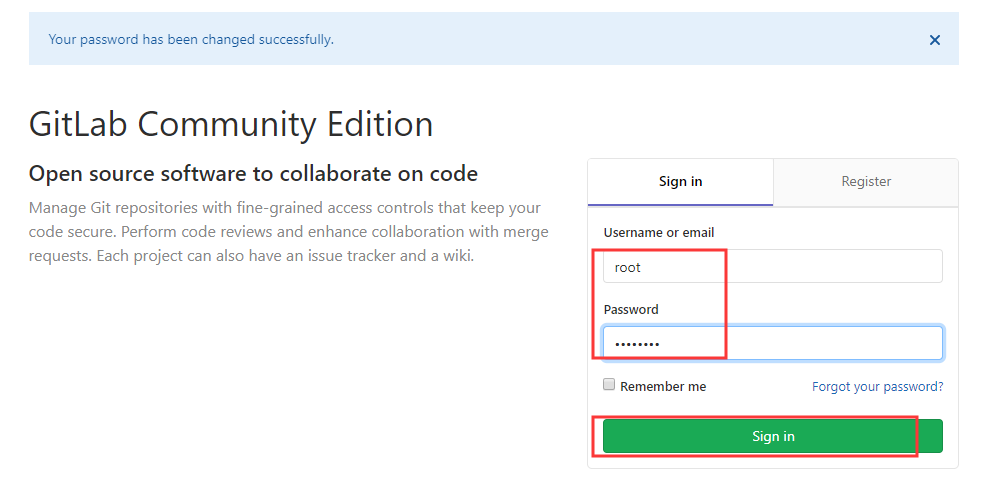 Your password has been changed successfully.
GitLab Community Edition
Open source software to collaborate on code
Manage Git repositories with fine-grained access controls that keep your
code secure. Perform code reviews and enhance collaboration with merge
requests. Each project can also have an issue tracker and a wiki.
Sign in
Register
Username or email
root
Password
••••••••
Remember me
Forgot your password?
Sign in